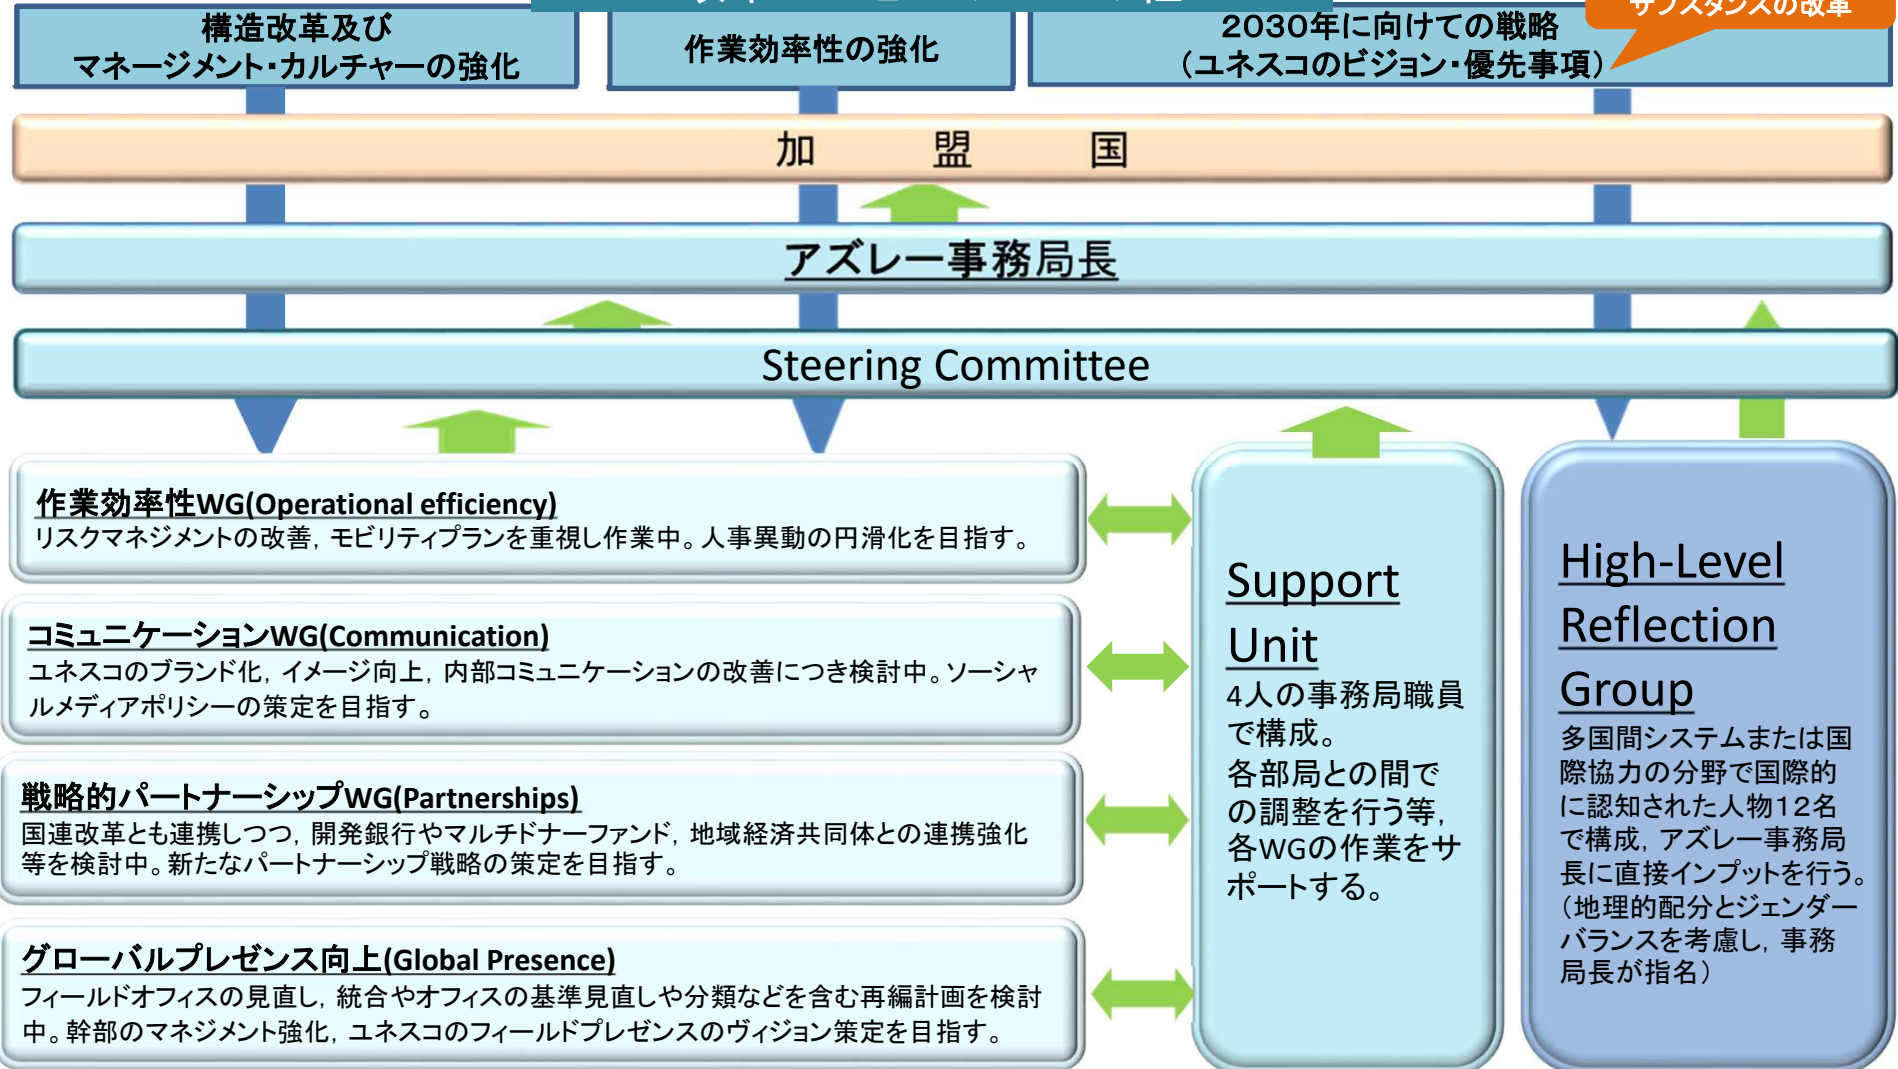 サブスタンスの改革
構造改革及び
マネージメント・カルチャーの強化
作業効率性の強化
2030年に向けての戦略
（ユネスコのビジョン・優先事項）
加　盟　国
アズレー事務局長
Steering Committee
作業効率性WG(Operational efficiency)
リスクマネジメントの改善，モビリティプランを重視し作業中。人事異動の円滑化を目指す。
コミュニケーションWG(Communication)
ユネスコのブランド化，イメージ向上，内部コミュニケーションの改善につき検討中。ソーシャ
ルメディアポリシーの策定を目指す。
戦略的パートナーシップWG(Partnerships)
国連改革とも連携しつつ，開発銀行やマルチドナーファンド，地域経済共同体との連携強化
等を検討中。新たなパートナーシップ戦略の策定を目指す。
グローバルプレゼンス向上(Global Presence)
フィールドオフィスの見直し，統合やオフィスの基準見直しや分類などを含む再編計画を検討
中。幹部のマネジメント強化，ユネスコのフィールドプレゼンスのヴィジョン策定を目指す。
Support
Unit
4人の事務局職員
で構成。
各部局との間で
の調整を行う等，
各WGの作業をサ
ポートする。
High-Level
Reflection
Group
多国間システムまたは国
際協力の分野で国際的
に認知された人物１２名
で構成，アズレー事務局
長に直接インプットを行う。
（地理的配分とジェンダー
バランスを考慮し，事務
局長が指名）